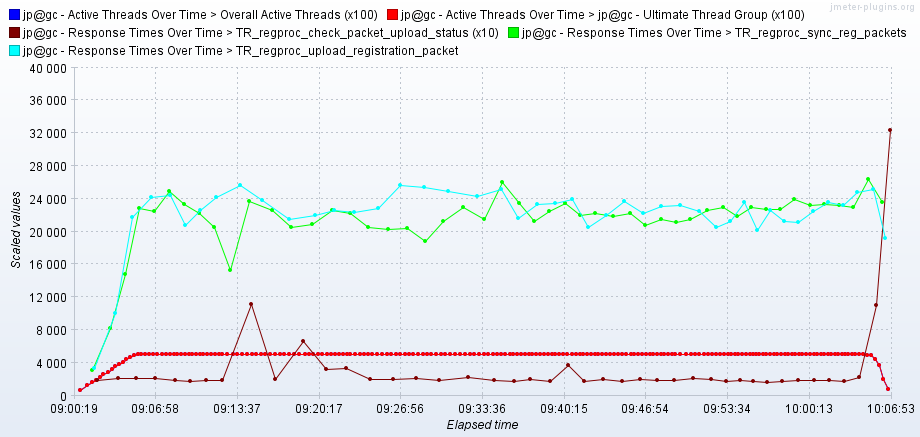 jmeter-plugins.org
jp@gc - Active Threads Over Time > Overall Active Threads (x100) jp@gc - Active Threads Over Time > jp@gc - Ultimate Thread Group (x100)
jp@gc - Response Times Over Time > TR_regproc_check_packet_upload_status (x10) jp@gc - Response Times Over Time > TR_regproc_sync_reg_packets
jp@gc - Response Times Over Time > TR_regproc_upload_registration_packet
40 000
36 000
32 000
28 000
24 000
20 000
16 000
12 000
8 000
4 000
0
Scaled values
09:00:19 09:06:58 09:13:37 09:20:17 09:26:56 09:33:36 09:40:15 09:46:54 09:53:34 10:00:13 10:06:53
Elapsed time